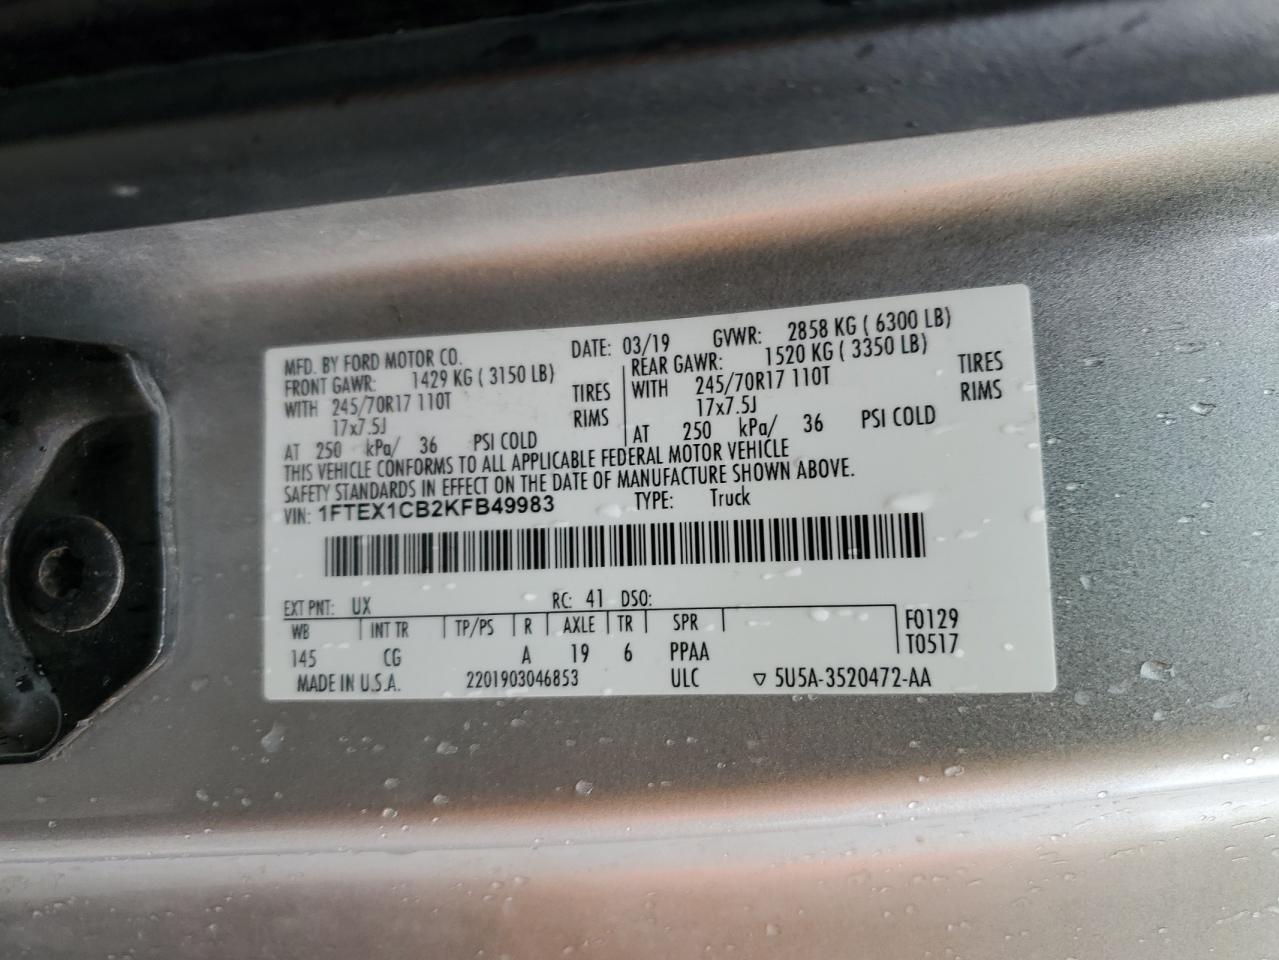 MFD. BY FORD MOTOR CO. DATE: 03/19 GVWR: 2858 KG ( 6300 LB)
FRONT GAWR: 1429 KG ( 3150 LB) REAR GAWR: 1520 KG ( 3350 LB)
WITH 245/70R17 110T TIRES WITH 245/70R17 110T TIRES
17x7.5J RIMS 17x7.5J RIMS
AT 250 kPa/ 36 PSI COLD AT 250 kPa/ 36 PSI COLD
THIS VEHICLE CONFORMS TO ALL APPLICABLE FEDERAL MOTOR VEHICLE
SAFETY STANDARDS IN EFFECT ON THE DATE OF MANUFACTURE SHOWN ABOVE.
VIN: 1FTEX1CB2KFB49983 TYPE: Truck
EXT PNT: UX RC: 41 DSO:
WB INT TR TP/PS R AXLE TR SPR F0129
145 CG A 19 6 PPAA T0517
MADE IN U.S.A. 2201903046853 ULC ▽ 5U5A-3520472-AA